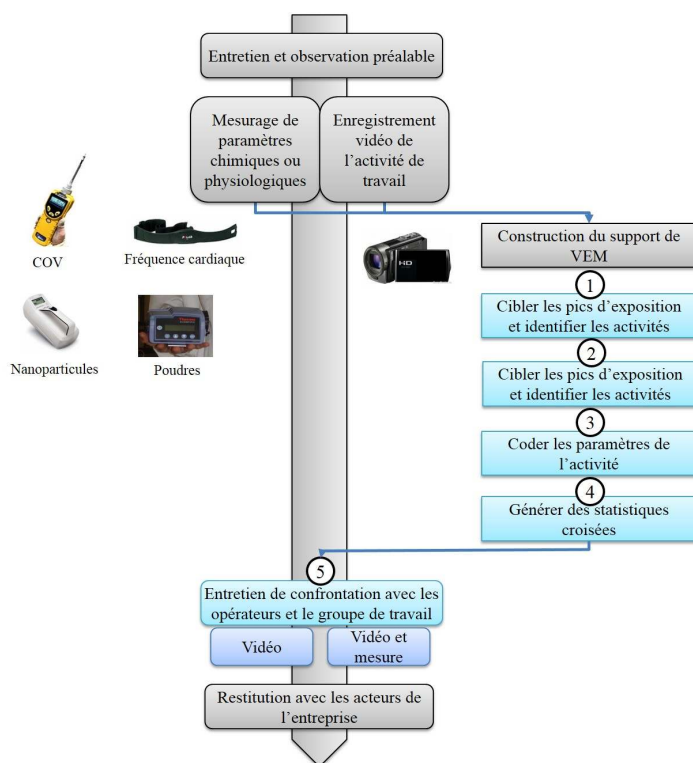 Entretien et observation préalable
Mesurage de
paramètres
chimiques ou
physiologiques
Enregistrement
vidéo de
l’activité de
travail
COV
Fréquence cardiaque
HD
Nanoparticules
Poudres
Construction du support de
VEM
1
Cibler les pics d’exposition
et identifier les activités
2
Cibler les pics d’exposition
et identifier les activités
3
Coder les paramètres de
l’activité
4
Générer des statistiques
croisées
5
Entretien de confrontation avec les
opérateurs et le groupe de travail
Vidéo
Vidéo et
mesure
Restitution avec les acteurs de
l’entreprise